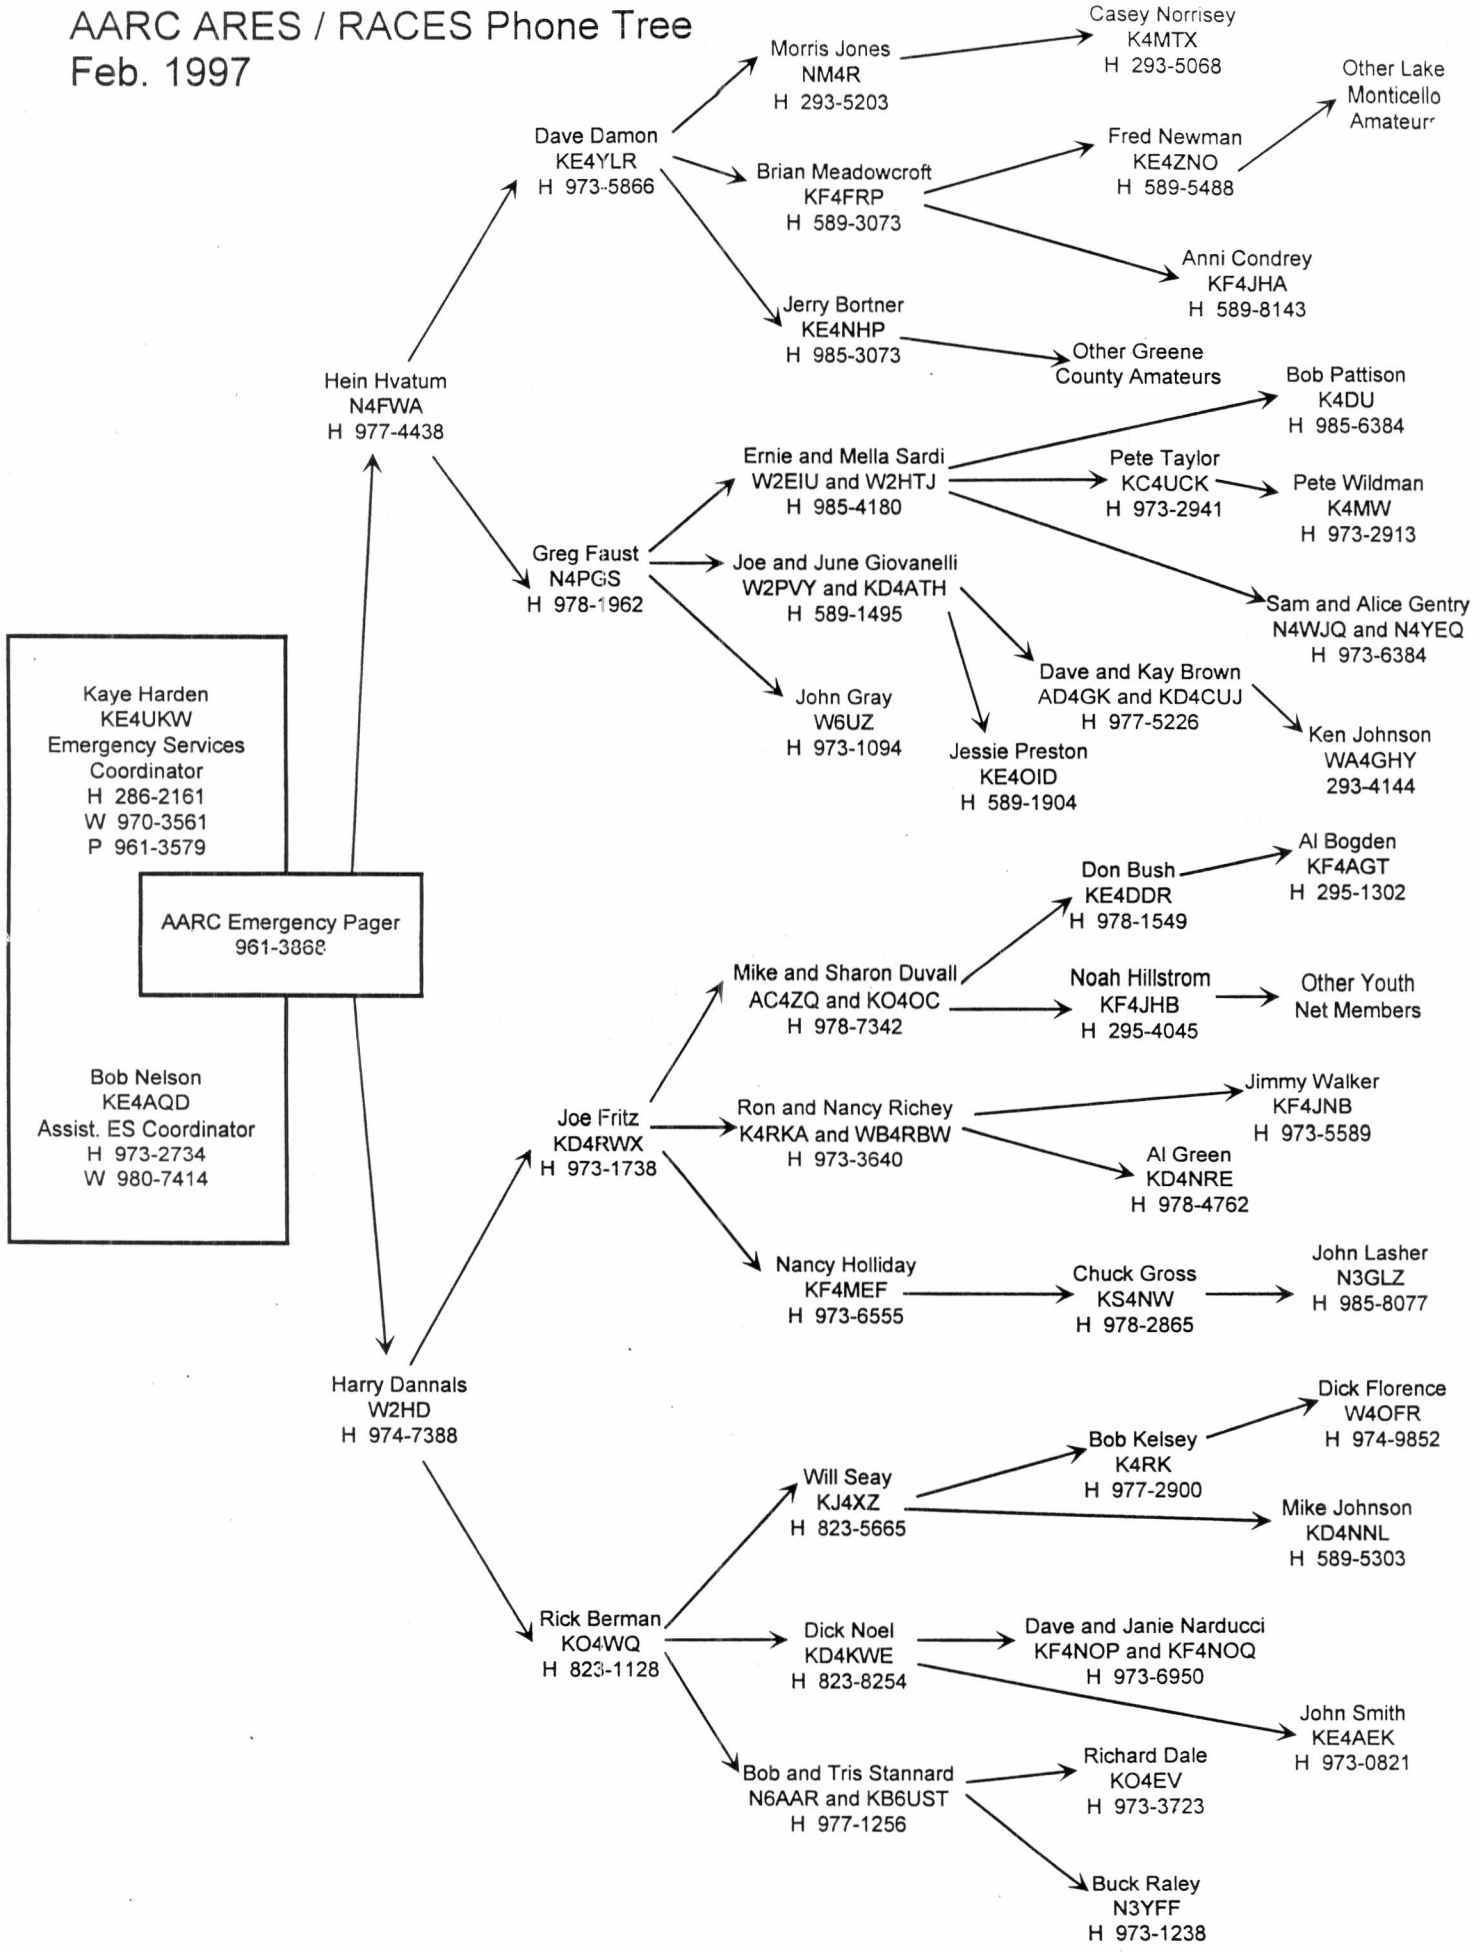 AARC ARES / RACES Phone Tree
Feb. 1997
Casey Norrisey
K4MTX
H 293-5068
Morris Jones
NM4R
H 293-5203
Other Lake
Monticello
Amateurs
Dave Damon
KE4YLR
H 973-5866
Fred Newman
KE4ZNO
H 589-5488
Brian Meadowcroft
KF4FRP
H 589-3073
Anni Condrey
KF4JHA
H 589-8143
Jerry Bortner
KE4NHP
H 985-3073
Other Greene
County Amateurs
Hein Hvatum
N4FWA
H 977-4438
Bob Pattison
K4DU
H 985-6384
Ernie and Mella Sardi
W2EIU and W2HTJ
H 985-4180
Pete Taylor
KC4UCK
H 973-2941
Pete Wildman
K4MW
H 973-2913
Greg Faust
N4PGS
H 978-1962
Joe and June Giovanelli
W2PVY and KD4ATH
H 589-1495
Sam and Alice Gentry
N4WJQ and N4YEQ
H 973-6384
Dave and Kay Brown
AD4GK and KD4CUJ
H 977-5226
John Gray
W6UZ
H 973-1094
Jessie Preston
KE4OID
H 589-1904
Ken Johnson
WA4GHY
293-4144
Kaye Harden
KE4UKW
Emergency Services
Coordinator
H 286-2161
W 970-3561
P 961-3579
AARC Emergency Pager
961-3868
Bob Nelson
KE4AQD
Assist. ES Coordinator
H 973-2734
W 980-7414
Al Bogden
KF4AGT
H 295-1302
Don Bush
KE4DDR
H 978-1549
Mike and Sharon Duvall
AC4ZQ and KO4OC
H 978-7342
Noah Hillstrom
KF4JHB
H 295-4045
Other Youth
Net Members
Joe Fritz
KD4RWX
H 973-1738
Ron and Nancy Richey
K4RKA and WB4RBW
H 973-3640
Jimmy Walker
KF4JNB
H 973-5589
Al Green
KD4NRE
H 978-4762
Nancy Holliday
KF4MEF
H 973-6555
Chuck Gross
KS4NW
H 978-2865
John Lasher
N3GLZ
H 985-8077
Harry Dannals
W2HD
H 974-7388
Dick Florence
W4OFR
H 974-9852
Bob Kelsey
K4RK
H 977-2900
Will Seay
KJ4XZ
H 823-5665
Mike Johnson
KD4NNL
H 589-5303
Rick Berman
KO4WQ
H 823-1128
Dick Noel
KD4KWE
H 823-8254
Dave and Janie Narducci
KF4NOP and KF4NOQ
H 973-6950
John Smith
KE4AEK
H 973-0821
Bob and Tris Stannard
N6AAR and KB6UST
H 977-1256
Richard Dale
KO4EV
H 973-3723
Buck Raley
N3YFF
H 973-1238